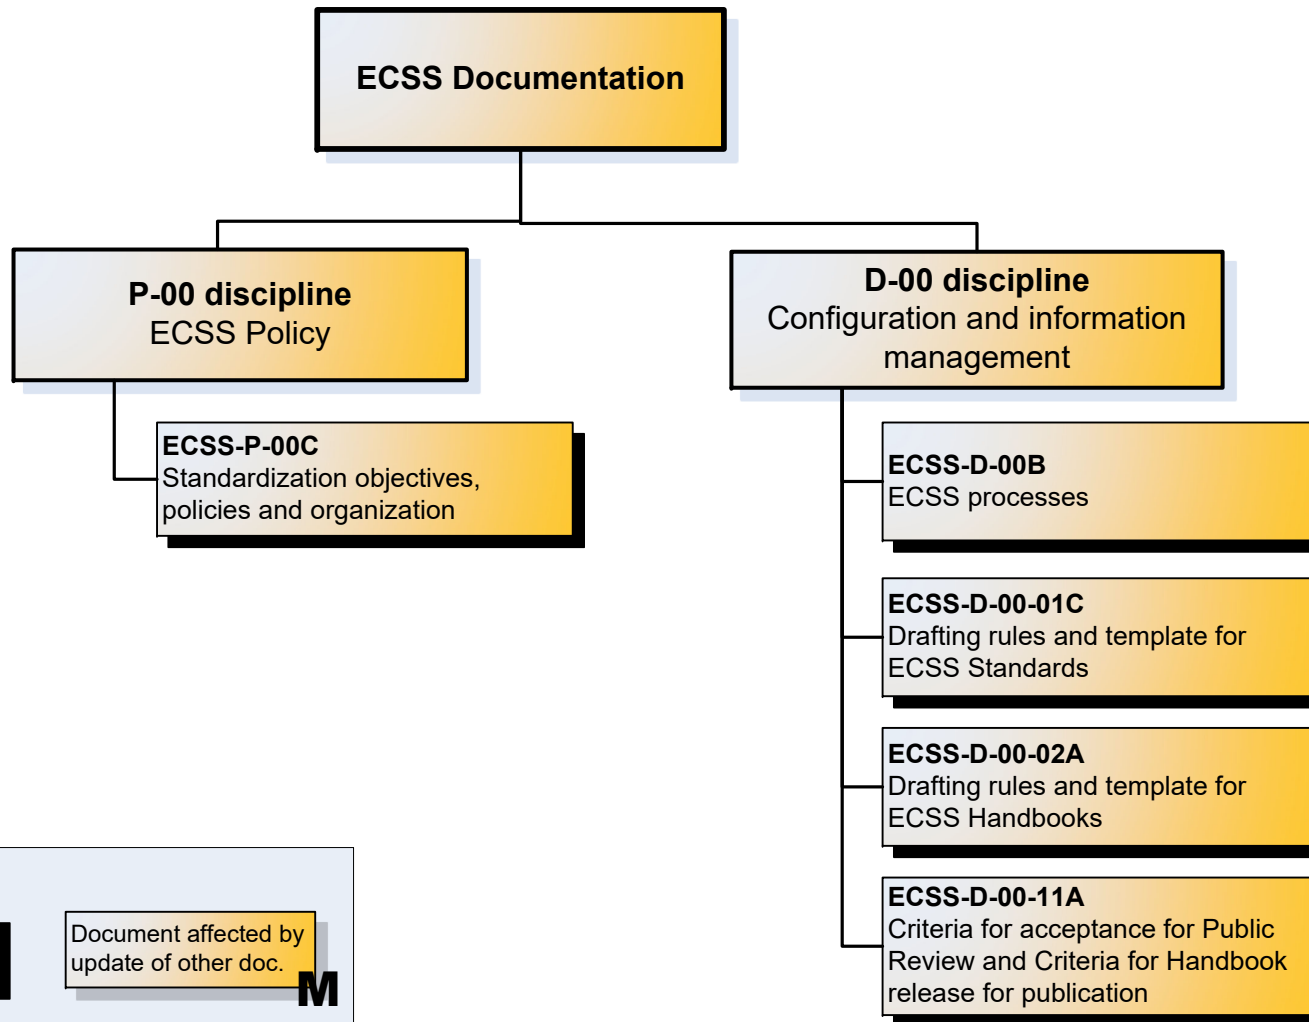 ECSS Documentation
P-00 discipline
ECSS Policy
ECSS-P-00C
Standardization objectives,
policies and organization
D-00 discipline
Configuration and information
management
ECSS-D-00B
ECSS processes
ECSS-D-00-01C
Drafting rules and template for
ECSS Standards
ECSS-D-00-02A
Drafting rules and template for
ECSS Handbooks
ECSS-D-00-11A
Criteria for acceptance for Public
Review and Criteria for Handbook
release for publication
Document affected by
update of other doc.
M